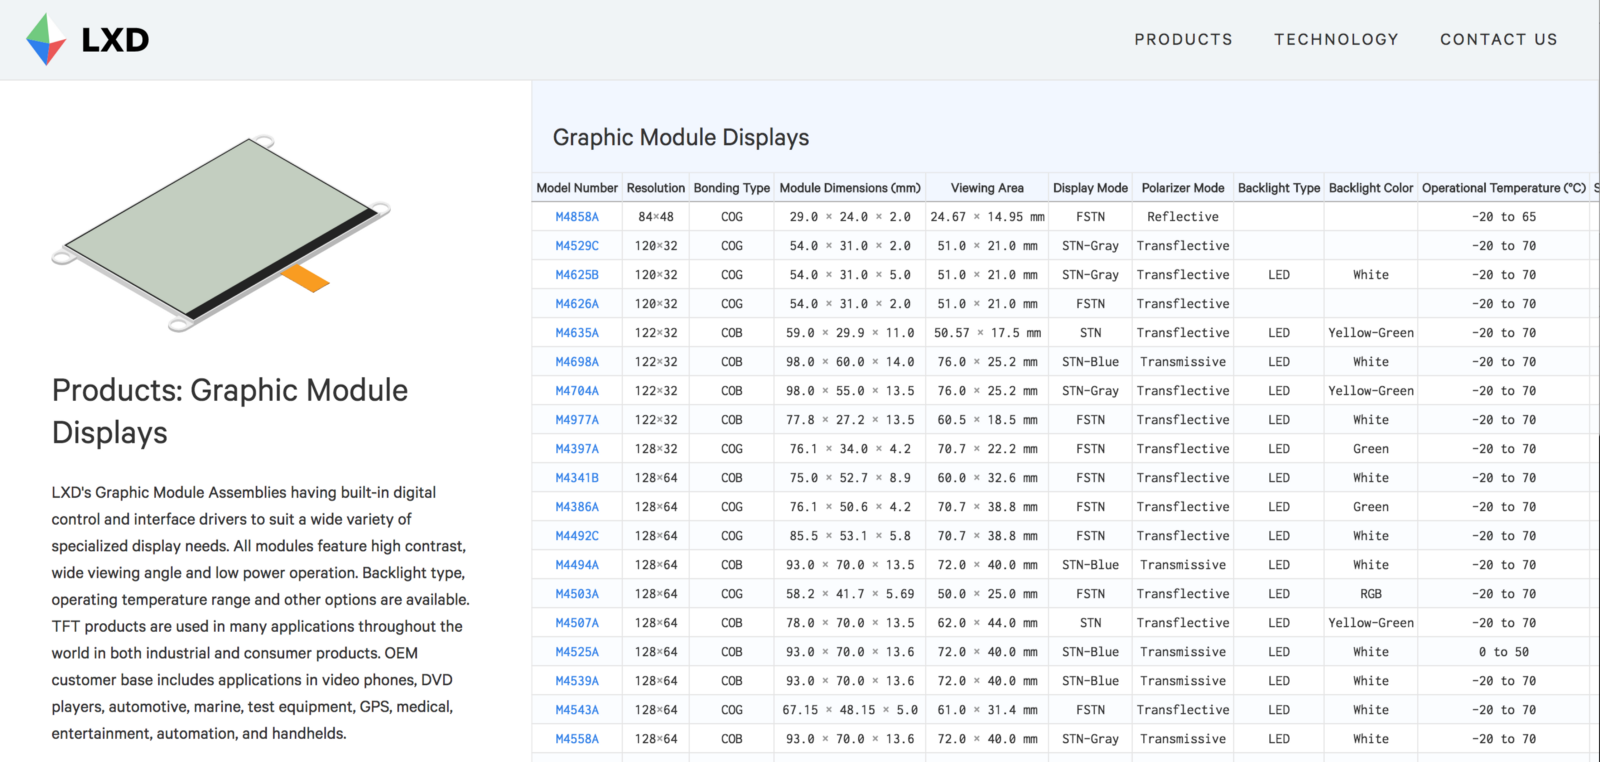 LXD
PRODUCTS TECHNOLOGY CONTACT US
Products: Graphic Module
Displays
LXD's Graphic Module Assemblies having built-in digital
control and interface drivers to suit a wide variety of
specialized display needs. All modules feature high contrast,
wide viewing angle and low power operation. Backlight type,
operating temperature range and other options are available.
TFT products are used in many applications throughout the
world in both industrial and consumer products. OEM
customer base includes applications in video phones, DVD
players, automotive, marine, test equipment, GPS, medical,
entertainment, automation, and handhelds.
Graphic Module Displays
Model Number Resolution Bonding Type Module Dimensions (mm) Viewing Area Display Mode Polarizer Mode Backlight Type Backlight Color Operational Temperature (°C) S
M4858A 84×48 COG 29.0 × 24.0 × 2.0 24.67 × 14.95 mm FSTN Reflective -20 to 65
M4529C 120×32 COG 54.0 × 31.0 × 2.0 51.0 × 21.0 mm STN-Gray Transflective -20 to 70
M4625B 120×32 COG 54.0 × 31.0 × 5.0 51.0 × 21.0 mm STN-Gray Transflective LED White -20 to 70
M4626A 120×32 COG 54.0 × 31.0 × 2.0 51.0 × 21.0 mm FSTN Transflective -20 to 70
M4635A 122×32 COB 59.0 × 29.9 × 11.0 50.57 × 17.5 mm STN Transflective LED Yellow-Green -20 to 70
M4698A 122×32 COB 98.0 × 60.0 × 14.0 76.0 × 25.2 mm STN-Blue Transmissive LED White -20 to 70
M4704A 122×32 COB 98.0 × 55.0 × 13.5 76.0 × 25.2 mm STN-Gray Transflective LED Yellow-Green -20 to 70
M4977A 122×32 COB 77.8 × 27.2 × 13.5 60.5 × 18.5 mm FSTN Transflective LED White -20 to 70
M4397A 128×32 COG 76.1 × 34.0 × 4.2 70.7 × 22.2 mm FSTN Transflective LED Green -20 to 70
M4341B 128×64 COB 75.0 × 52.7 × 8.9 60.0 × 32.6 mm FSTN Transflective LED White -20 to 70
M4386A 128×64 COG 76.1 × 50.6 × 4.2 70.7 × 38.8 mm FSTN Transflective LED Green -20 to 70
M4492C 128×64 COG 85.5 × 53.1 × 5.8 70.7 × 38.8 mm FSTN Transflective LED White -20 to 70
M4494A 128×64 COB 93.0 × 70.0 × 13.5 72.0 × 40.0 mm STN-Blue Transmissive LED White -20 to 70
M4503A 128×64 COG 58.2 × 41.7 × 5.69 50.0 × 25.0 mm FSTN Transflective LED RGB -20 to 70
M4507A 128×64 COB 78.0 × 70.0 × 13.5 62.0 × 44.0 mm STN Transflective LED Yellow-Green -20 to 70
M4525A 128×64 COB 93.0 × 70.0 × 13.6 72.0 × 40.0 mm STN-Blue Transmissive LED White 0 to 50
M4539A 128×64 COB 93.0 × 70.0 × 13.6 72.0 × 40.0 mm STN-Blue Transmissive LED White -20 to 70
M4543A 128×64 COG 67.15 × 48.15 × 5.0 61.0 × 31.4 mm FSTN Transflective LED White -20 to 70
M4558A 128×64 COB 93.0 × 70.0 × 13.6 72.0 × 40.0 mm STN-Gray Transmissive LED White -20 to 70